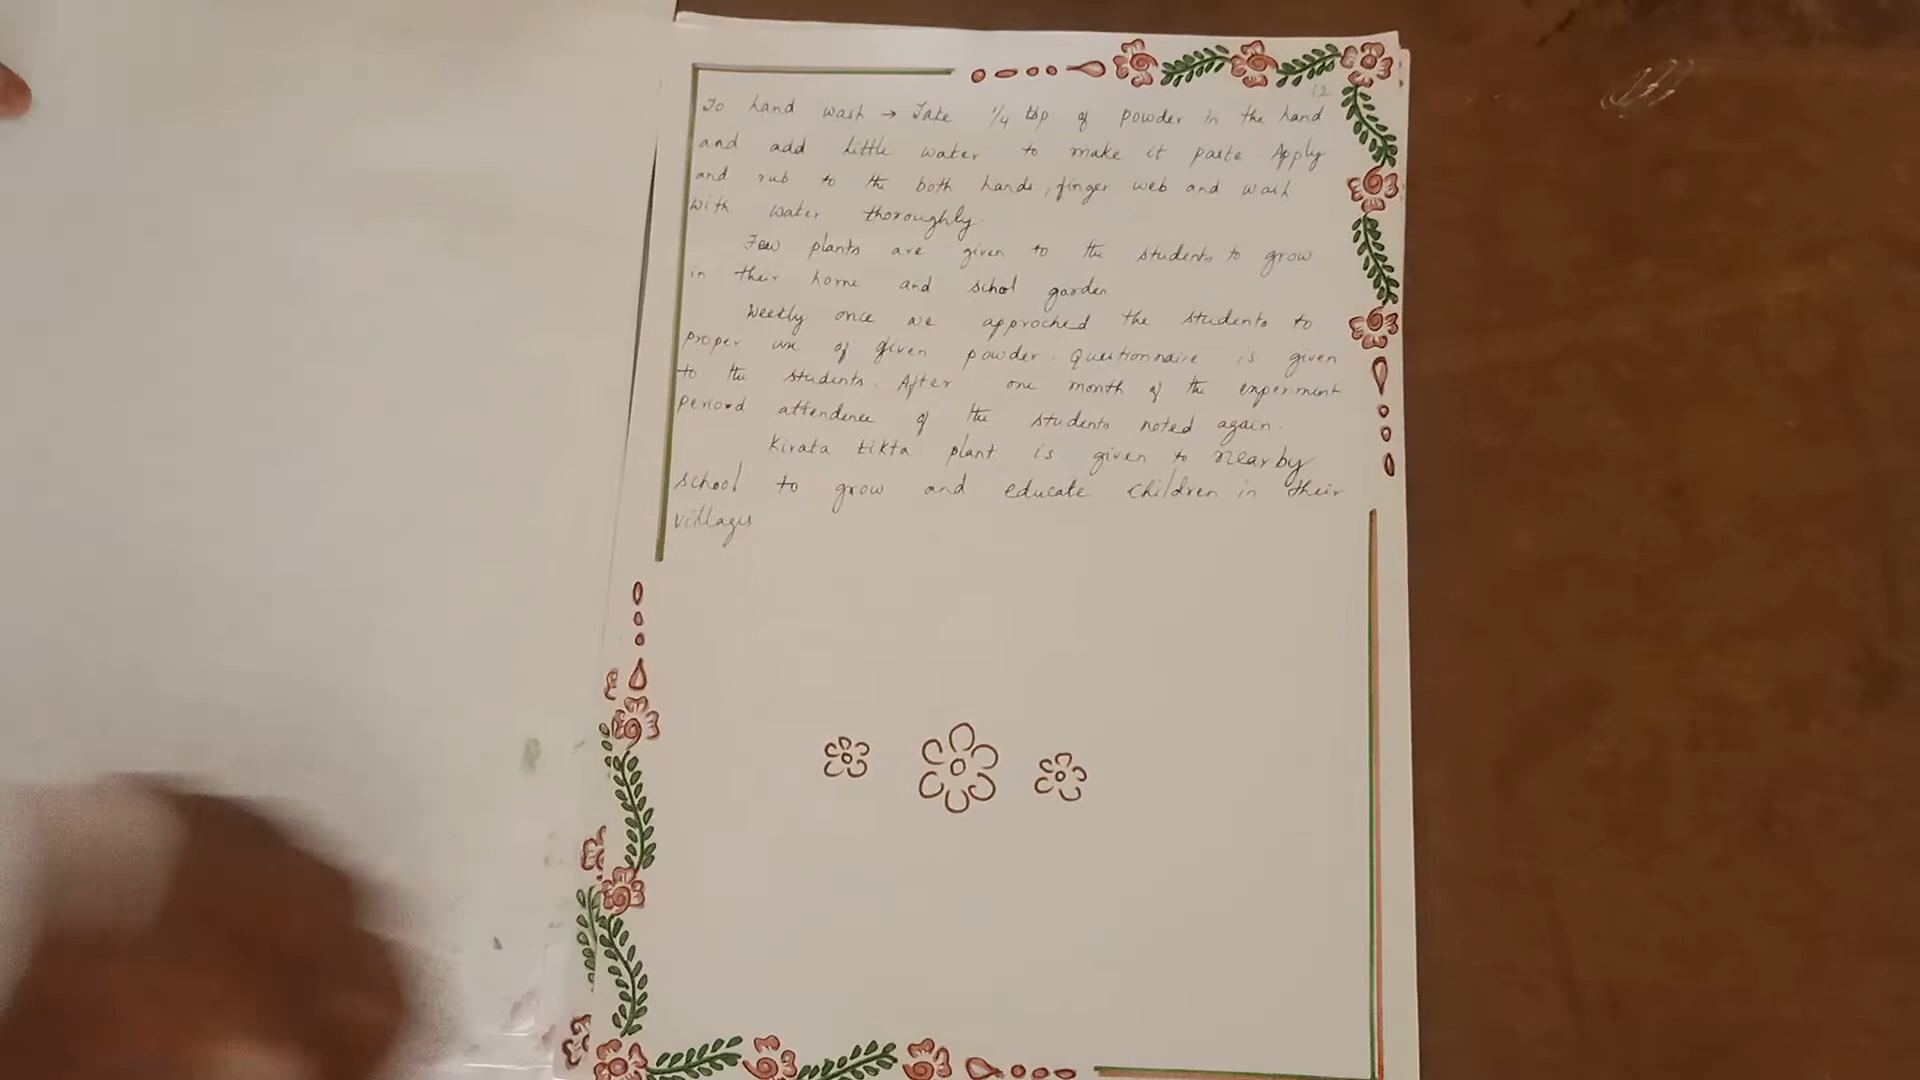 12
To hand wash → Take 1/4 tsp of powder in the hand
and add little water to make it paste Apply
and rub to the both hands, finger web and wash
with water thoroughly.
Few plants are given to the students to grow
in their home and school garden
Weekly once we approched the students to
proper use of given powder. Questionnaire is given
to the students. After one month of the experiment
period attendence of the students noted again.
Kirata tikta plant is given to nearby
school to grow and educate children in their
villages